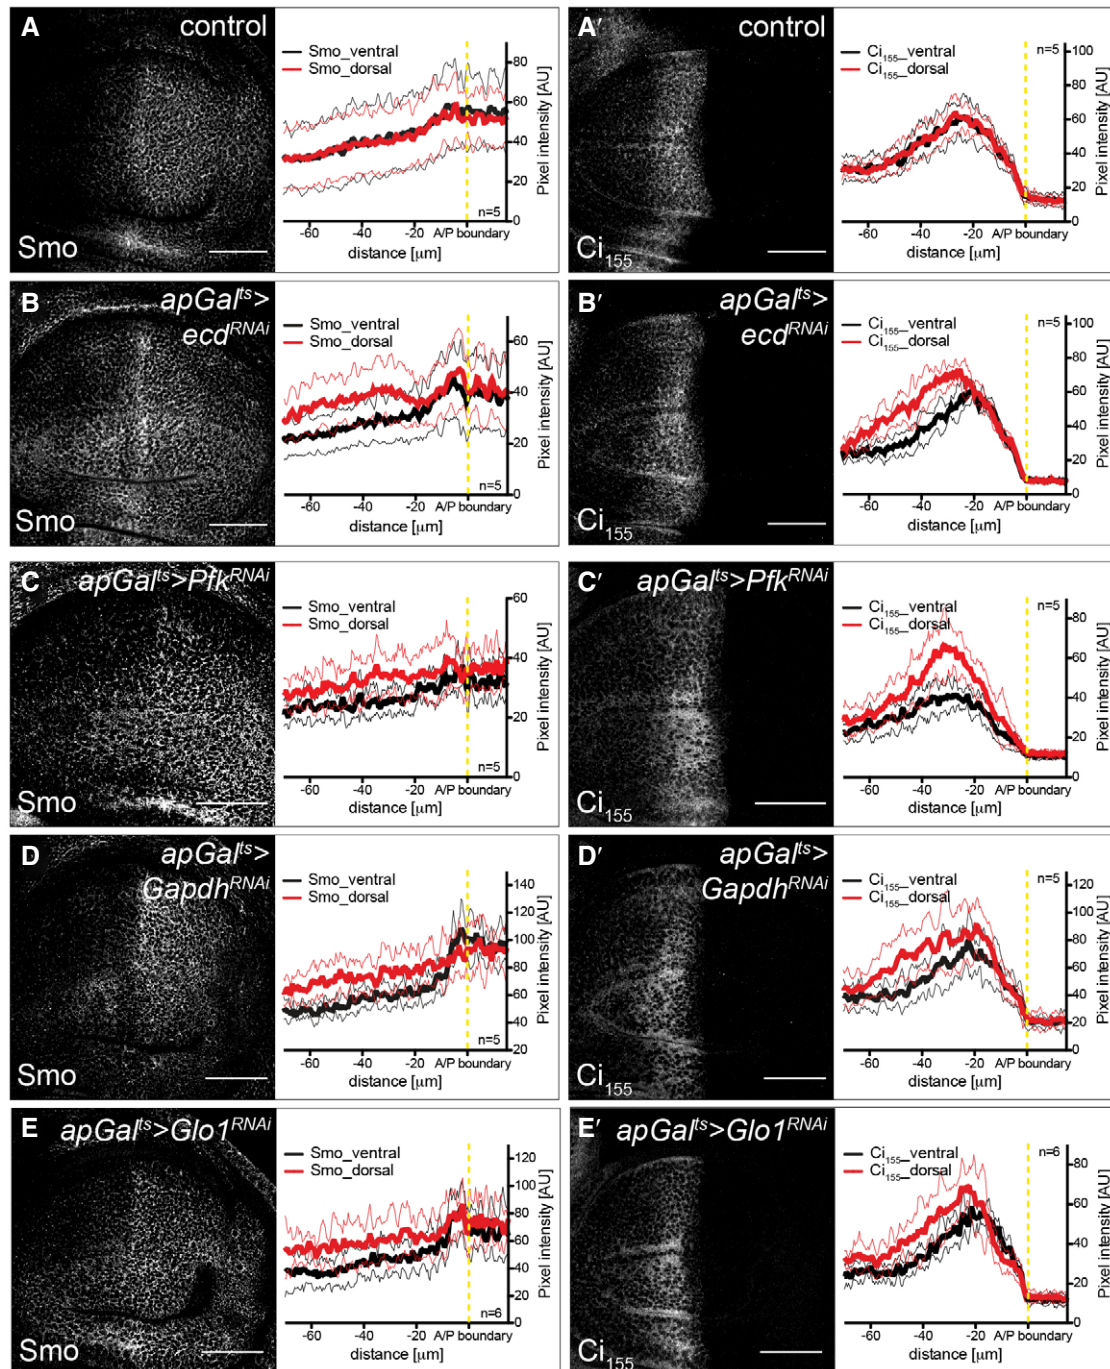 A
control
Smo
Smo_ventral
Smo_dorsal
80
60
40
20
0
Pixel intensity [AU]
n=5
-60 -40 -20 A/P boundary
distance [μm]
A′
control
Ci155
Ci155_ventral
Ci155_dorsal
n=5
100
80
60
40
20
0
Pixel intensity [AU]
-60 -40 -20 A/P boundary
distance [μm]
B
apGalts>
ecdRNAi
Smo
Smo_ventral
Smo_dorsal
60
40
20
0
Pixel intensity [AU]
n=5
-60 -40 -20 A/P boundary
distance [μm]
B′
apGalts>
ecdRNAi
Ci155
Ci155_ventral
Ci155_dorsal
n=5
100
80
60
40
20
0
Pixel intensity [AU]
-60 -40 -20 A/P boundary
distance [μm]
C
apGalts>PfkRNAi
Smo
Smo_ventral
Smo_dorsal
60
40
20
0
Pixel intensity [AU]
n=5
-60 -40 -20 A/P boundary
distance [μm]
C′
apGalts>PfkRNAi
Ci155
Ci155_ventral
Ci155_dorsal
n=5
80
60
40
20
0
Pixel intensity [AU]
-60 -40 -20 A/P boundary
distance [μm]
D
apGalts>
GapdhRNAi
Smo
Smo_ventral
Smo_dorsal
140
120
100
80
60
40
20
Pixel intensity [AU]
n=5
-60 -40 -20 A/P boundary
distance [μm]
D′
apGalts>
GapdhRNAi
Ci155
Ci155_ventral
Ci155_dorsal
n=5
120
100
80
60
40
20
0
Pixel intensity [AU]
-60 -40 -20 A/P boundary
distance [μm]
E
apGalts>Glo1RNAi
Smo
Smo_ventral
Smo_dorsal
120
100
80
60
40
20
0
Pixel intensity [AU]
n=6
-60 -40 -20 A/P boundary
distance [μm]
E′
apGalts>Glo1RNAi
Ci155
Ci155_ventral
Ci155_dorsal
n=6
80
60
40
20
0
Pixel intensity [AU]
-60 -40 -20 A/P boundary
distance [μm]